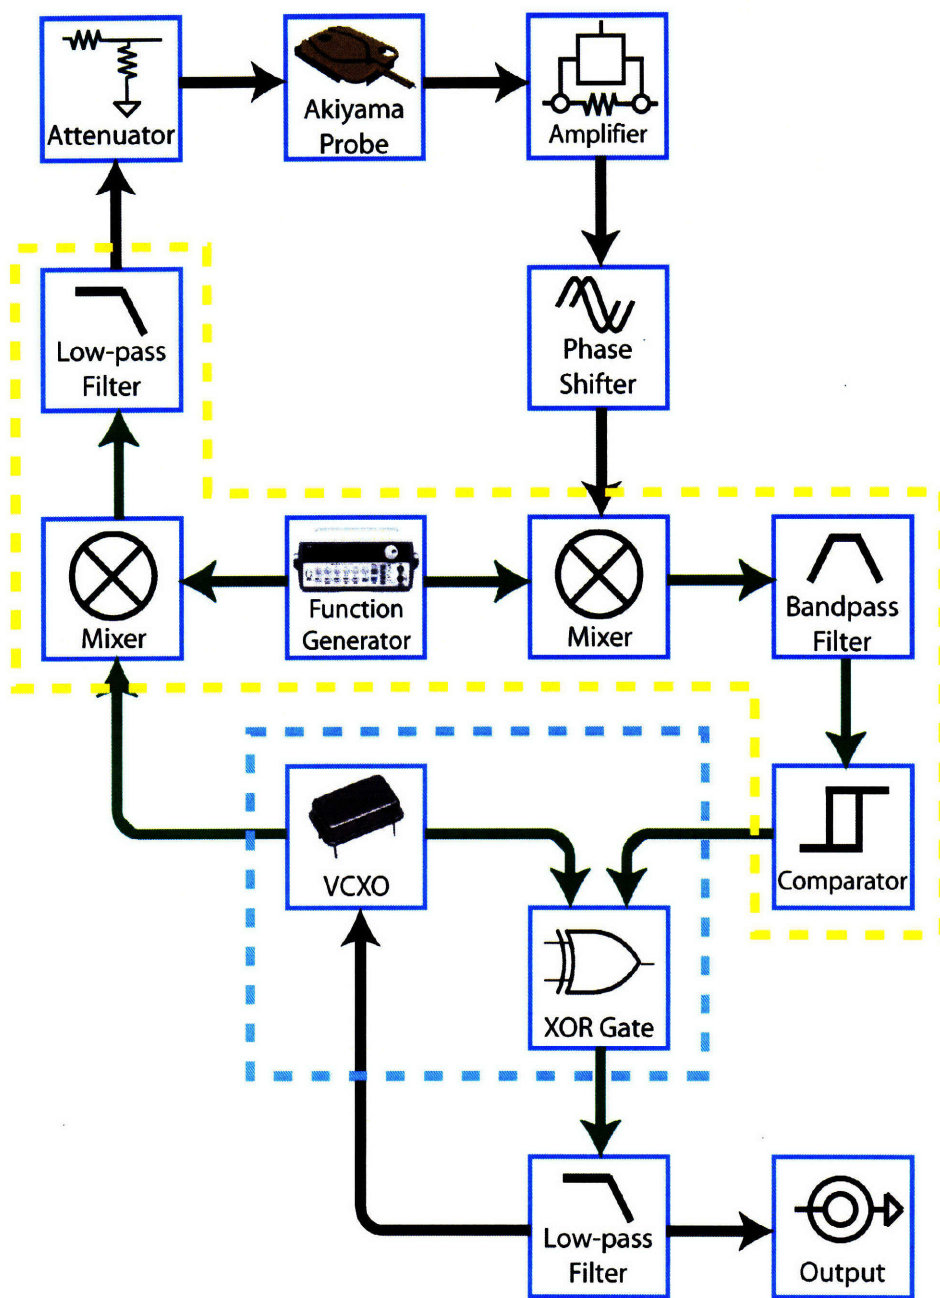 Attenuator
Akiyama
Probe
Amplifier
Low-pass
Filter
Phase
Shifter
Mixer
Function
Generator
Mixer
Bandpass
Filter
VCXO
Comparator
XOR Gate
Low-pass
Filter
Output